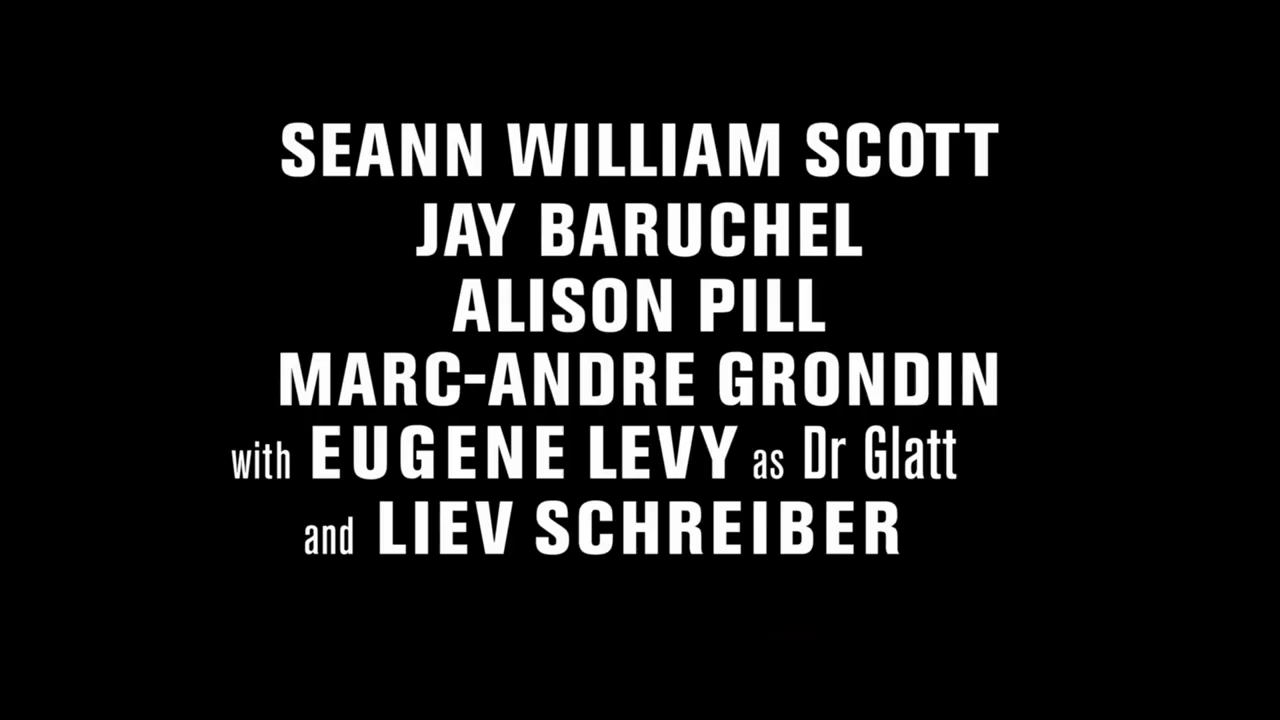 SEANN WILLIAM SCOTT
JAY BARUCHEL
ALISON PILL
MARC-ANDRE GRONDIN
with EUGENE LEVY as Dr Glatt
and LIEV SCHREIBER